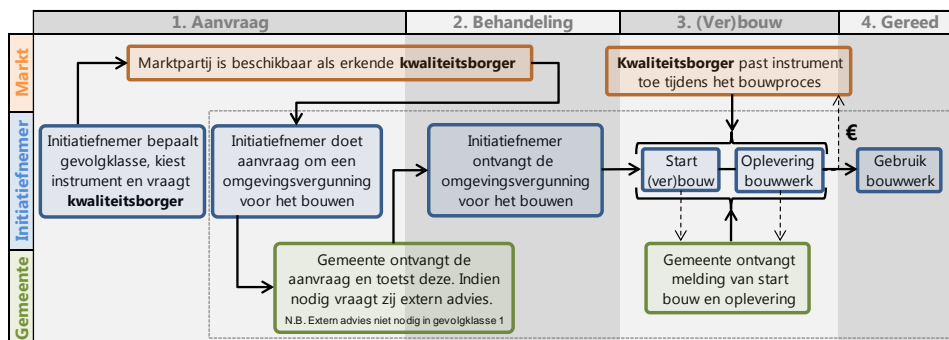 1. Aanvraag
2. Behandeling
3. (Ver)bouw
4. Gereed
Markt
Marktpartij is beschikbaar als erkende kwaliteitsborger
Kwaliteitsborger past instrument
toe tijdens het bouwproces
Initiatiefnemer
Initiatiefnemer bepaalt
gevolgklasse, kiest
instrument en vraagt
kwaliteitsborger
Initiatiefnemer doet
aanvraag om een
omgevingsvergunning
voor het bouwen
Initiatiefnemer
ontvangt de
omgevingsvergunning
voor het bouwen
Start
(ver)bouw
Oplevering
bouwwerk
€
Gebruik
bouwwerk
Gemeente
Gemeente ontvangt de
aanvraag en toetst deze. Indien
nodig vraagt zij extern advies.
N.B. Extern advies niet nodig in gevolgklasse 1
Gemeente ontvangt
melding van start
bouw en oplevering